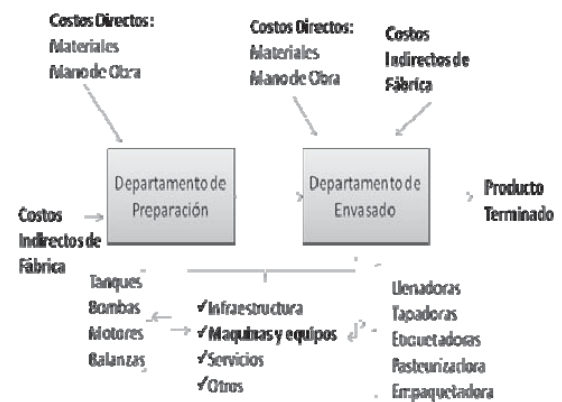 Costos Directos:
Materiales
Mano de Obra
Costos Directos:
Materiales
Mano de Obra
Costos
Indirectos de
Fábrica
Departamento de
Preparación
Departamento de
Envasado
Producto
Terminado
Costos
Indirectos de
Fábrica
Tanques
Bombas
Motores
Balanzas
✓Infraestructura
✓Maquinas y equipos
✓Servicios
✓Otros
Llenadoras
Tapadoras
Etiquetadoras
Pasteurizadora
Empaquetadora